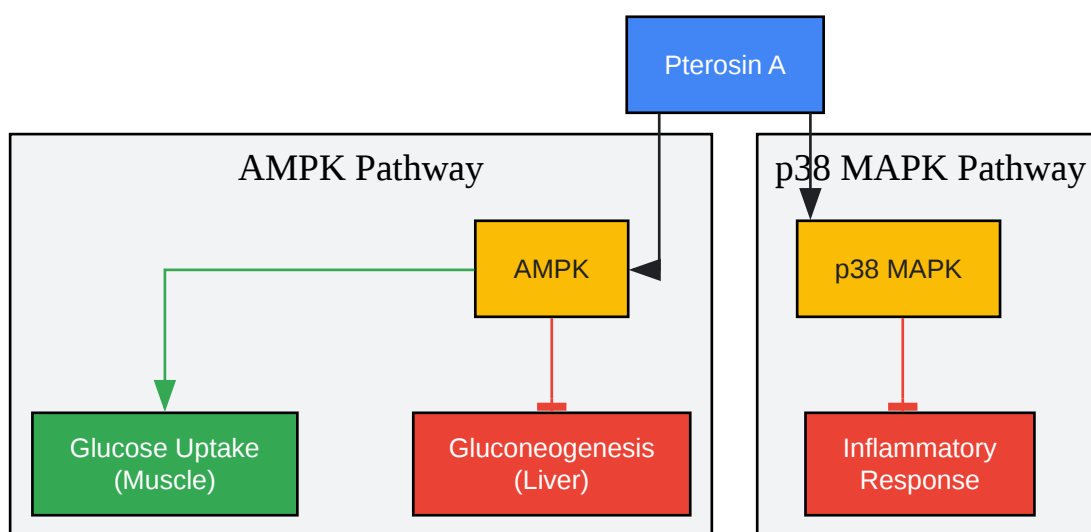 Pterosin A
AMPK Pathway
p38 MAPK Pathway
AMPK
p38 MAPK
Glucose Uptake
(Muscle)
Gluconeogenesis
(Liver)
Inflammatory
Response